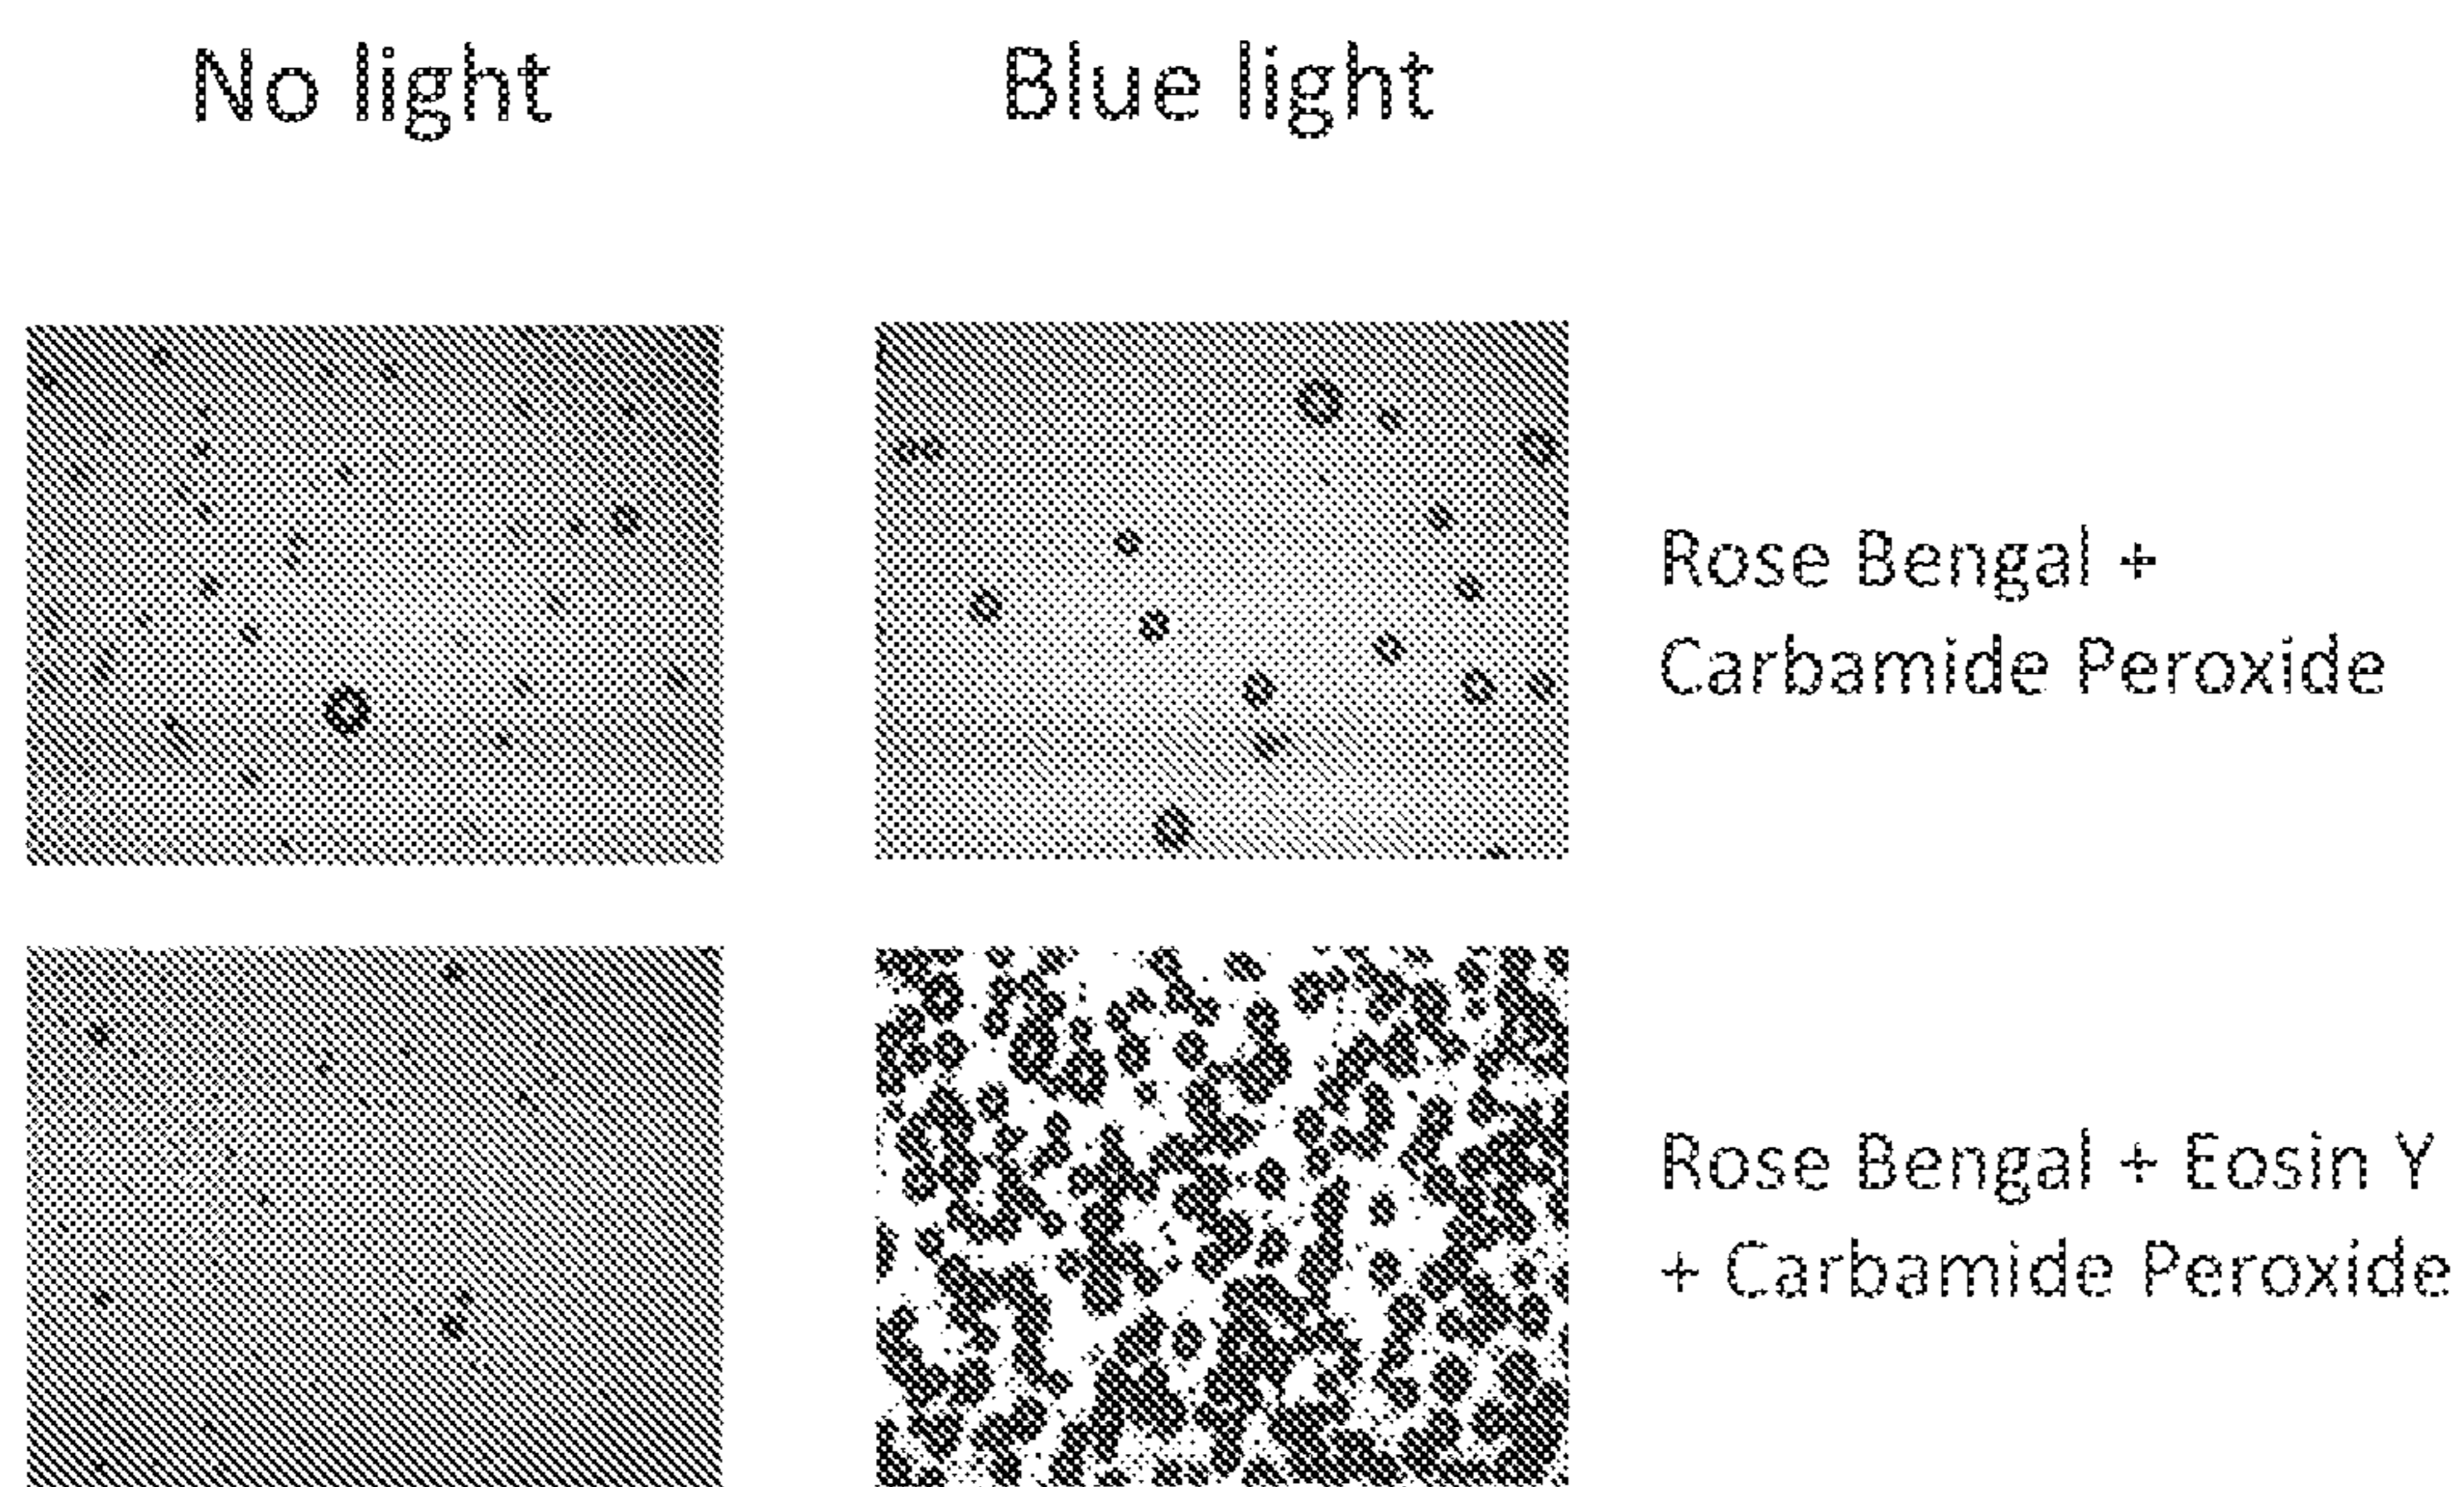 No light
Blue light
Rose Bengal +
Carbamide Peroxide
Rose Bengal + Eosin Y
+ Carbamide Peroxide